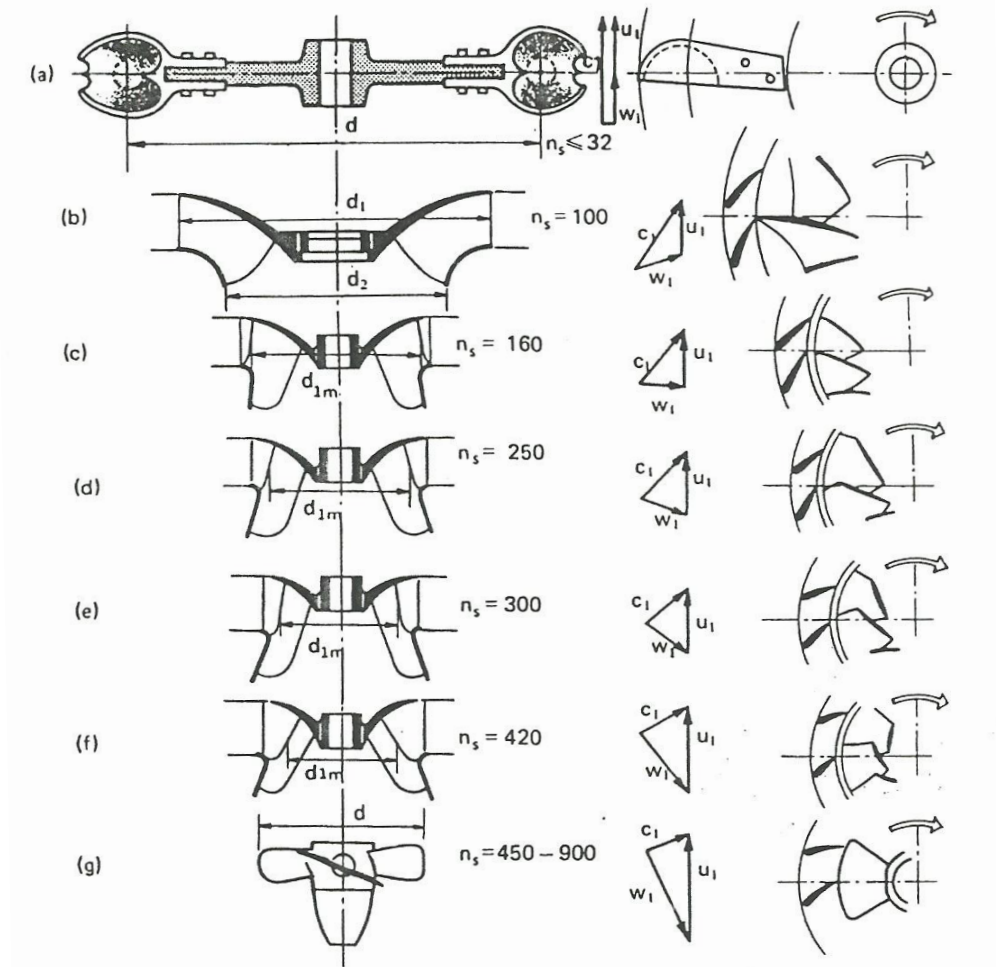 (a)
d
u₁
c₁
w₁
nₛ ⩽ 32
(b)
d₁
d₂
nₛ = 100
c₁
u₁
w₁
(c)
d₁ₘ
nₛ = 160
c₁
u₁
w₁
(d)
d₁ₘ
nₛ = 250
c₁
u₁
w₁
(e)
d₁ₘ
nₛ = 300
c₁
u₁
w₁
(f)
d₁ₘ
nₛ = 420
c₁
u₁
w₁
(g)
d
nₛ = 450 – 900
c₁
u₁
w₁